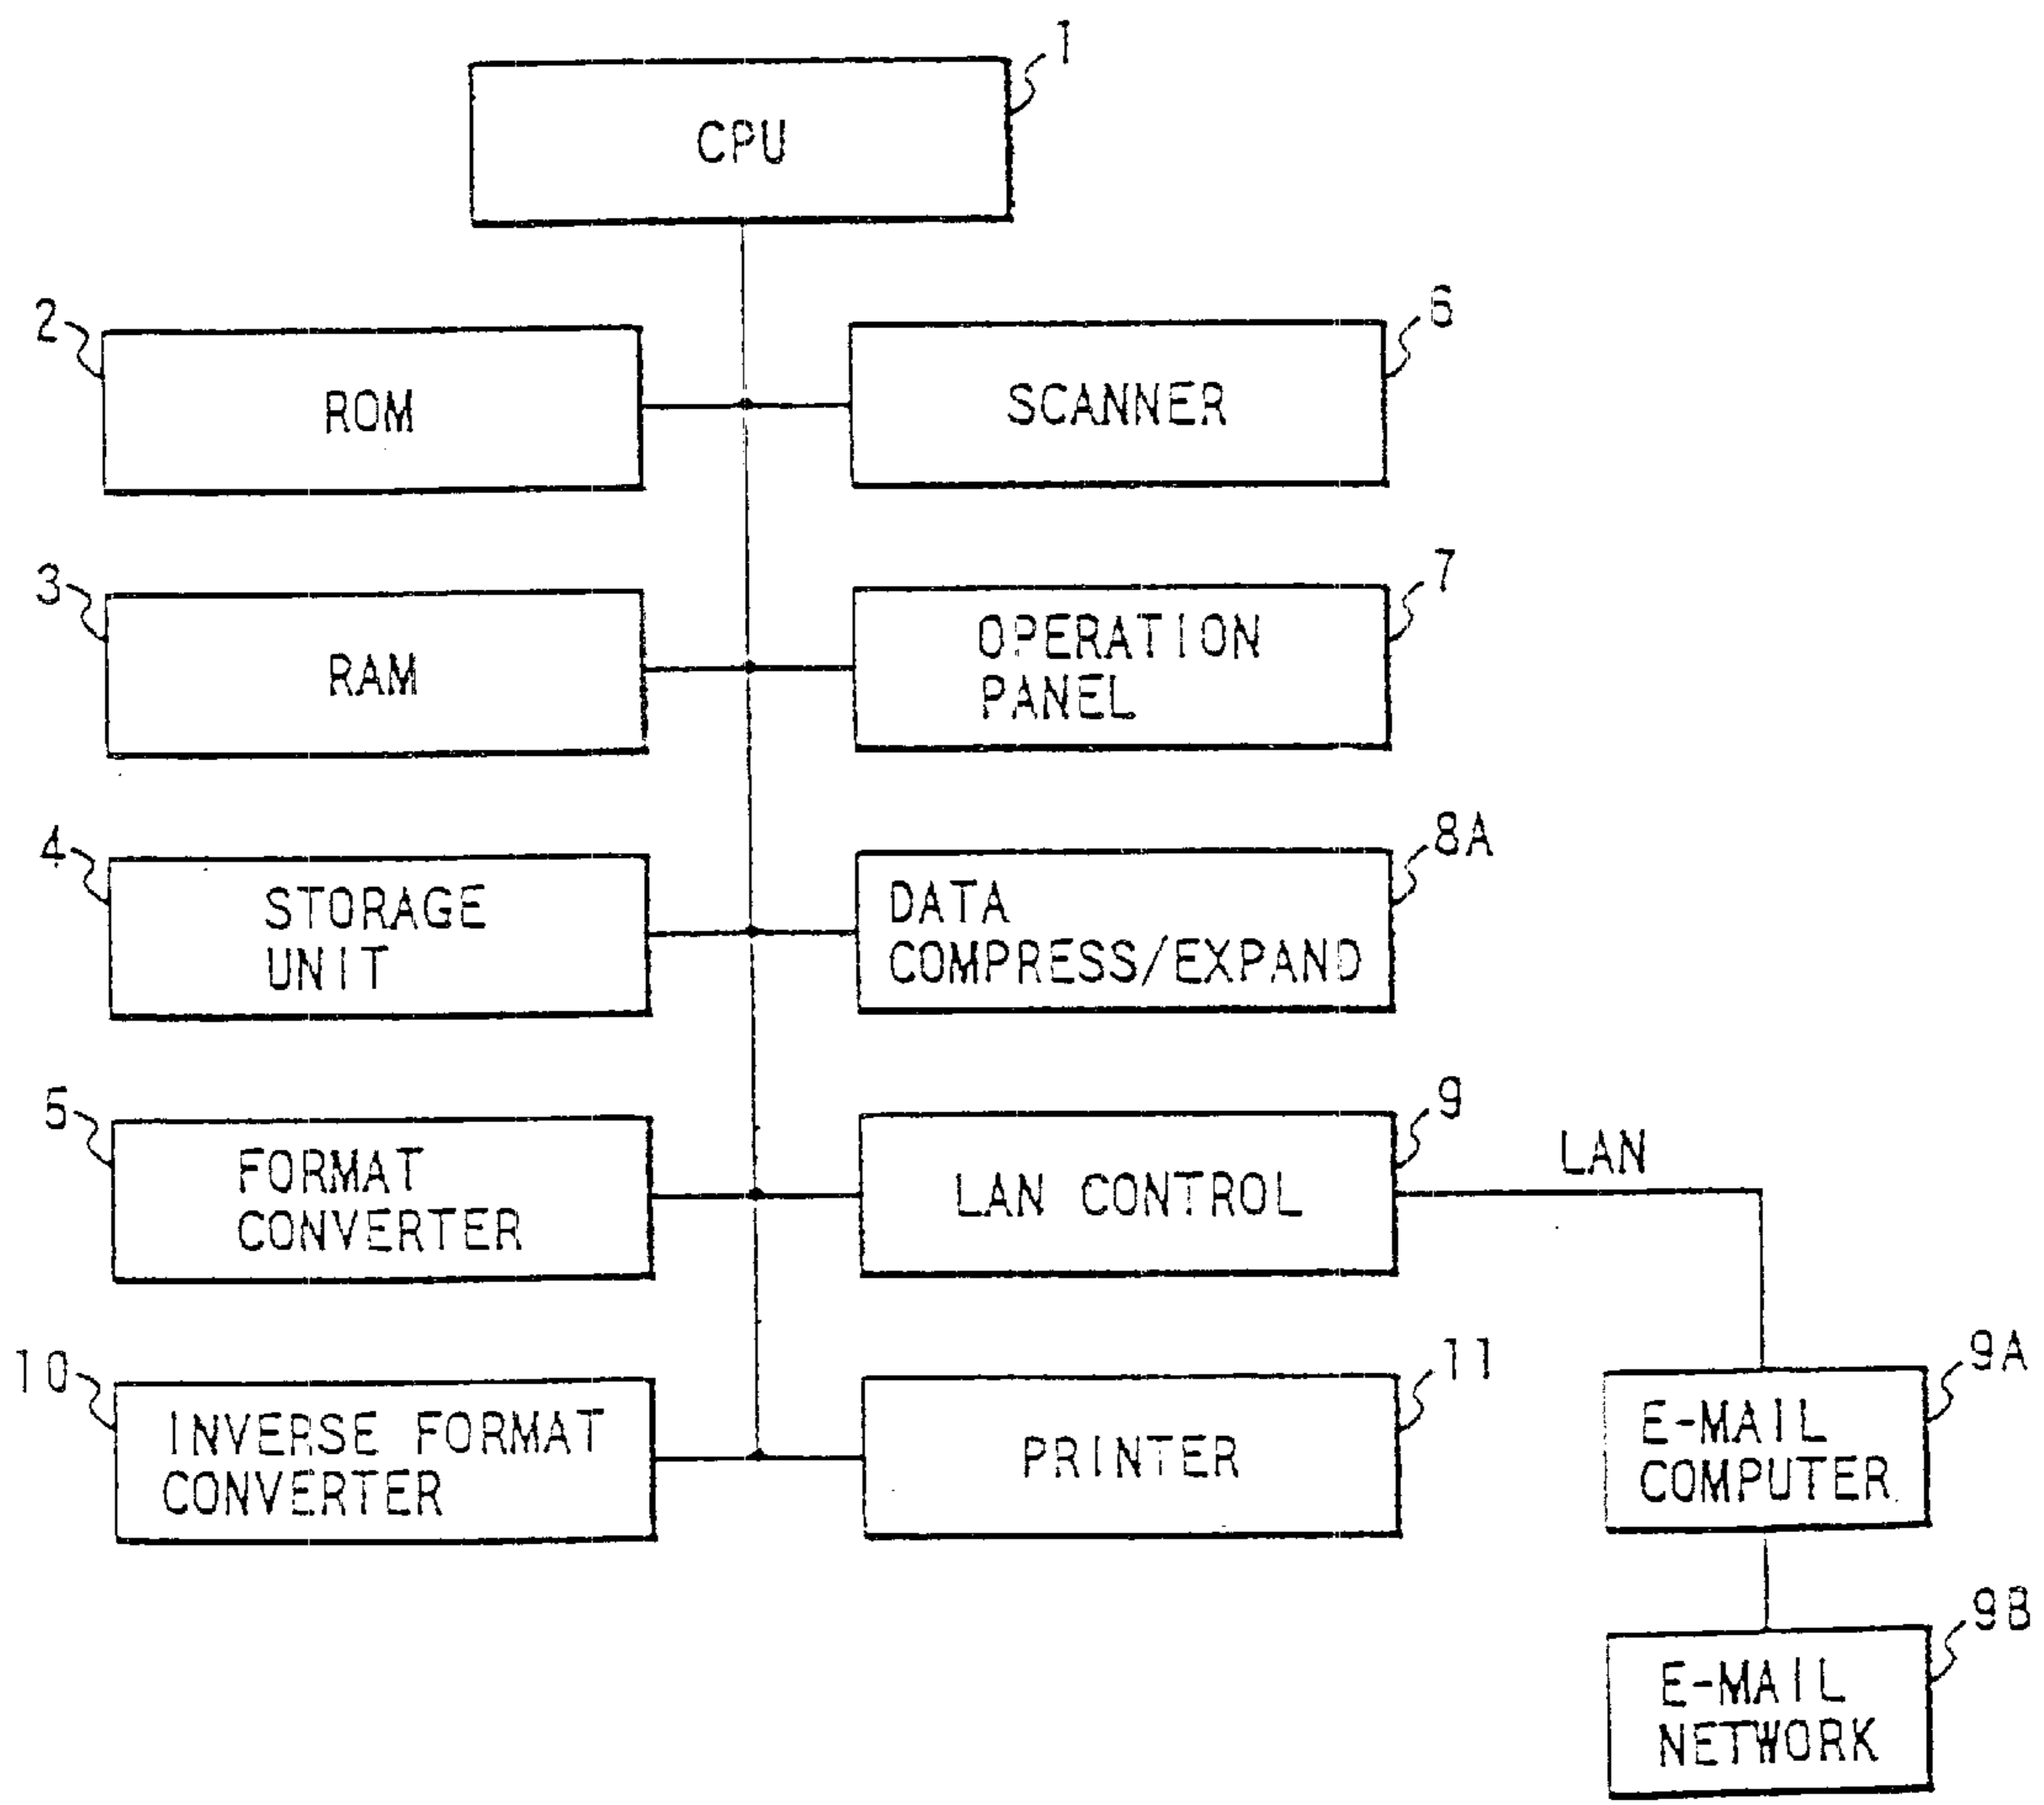 1
CPU
2
ROM
6
SCANNER
3
RAM
7
OPERATION
PANEL
4
STORAGE
UNIT
8A
DATA
COMPRESS/EXPAND
5
FORMAT
CONVERTER
9
LAN CONTROL
LAN
10
INVERSE FORMAT
CONVERTER
11
PRINTER
9A
E-MAIL
COMPUTER
9B
E-MAIL
NETWORK